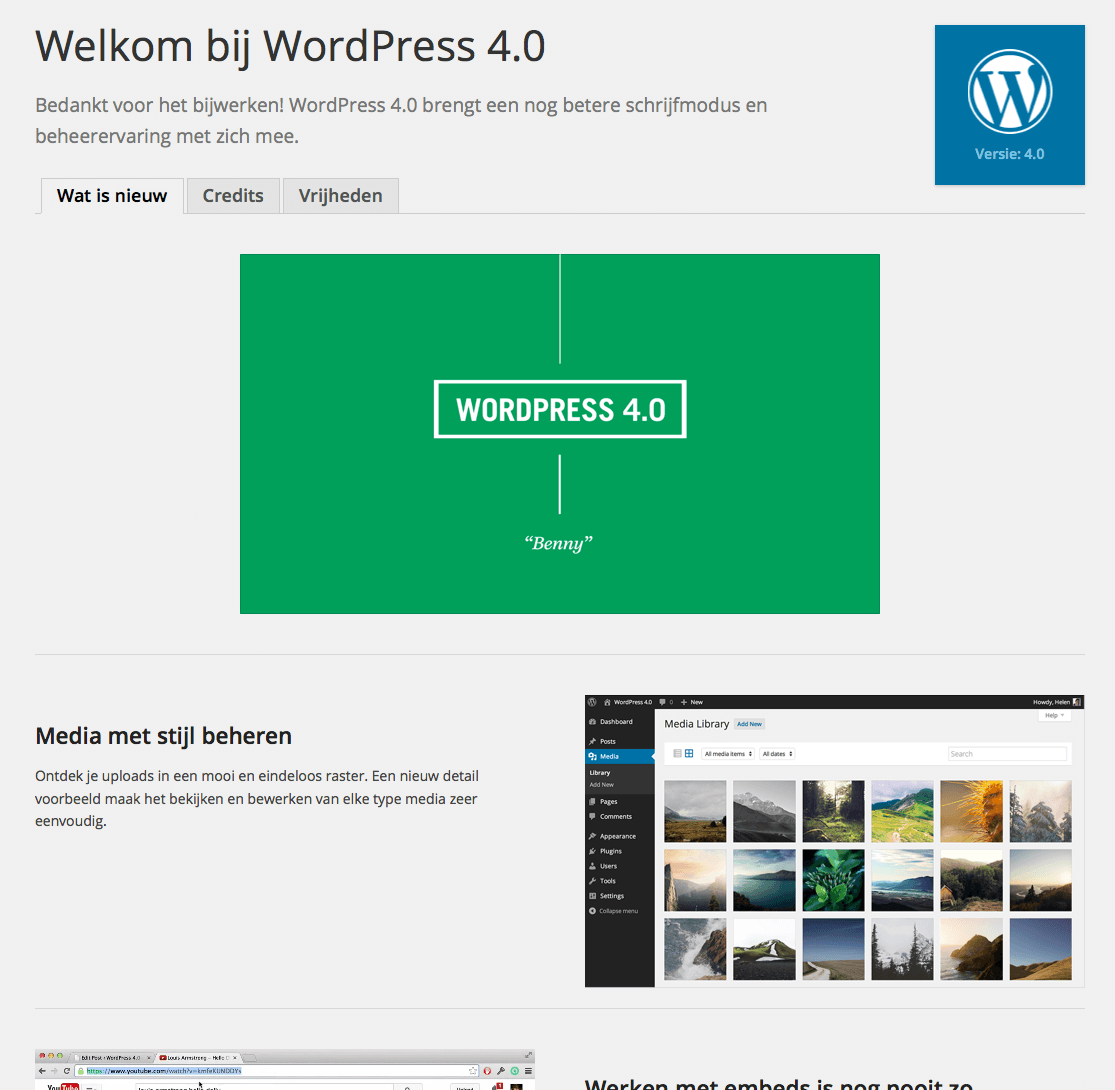 Welkom bij WordPress 4.0
Bedankt voor het bijwerken! WordPress 4.0 brengt een nog betere schrijfmodus en
beheerervaring met zich mee.
Versie: 4.0
Wat is nieuw
Credits
Vrijheden
WORDPRESS 4.0
“Benny”
Media met stijl beheren
Ontdek je uploads in een mooi en eindeloos raster. Een nieuw detail
voorbeeld maak het bekijken en bewerken van elke type media zeer
eenvoudig.
WordPress 4.0 0 + New Howdy, Helen
Dashboard
Posts
Media
Library
Add New
Pages
Comments
Appearance
Plugins
Users
Tools
Settings
Collapse menu
Media Library Add New Help
All media items All dates Search
Edit Post ‹ WordPress 4.0 Louis Armstrong - Hello
https://www.youtube.com/watch?v=kmfeKUNDDYs
YouTube louis armstrong hello dolly Upload
Werken met embeds is nog nooit zo